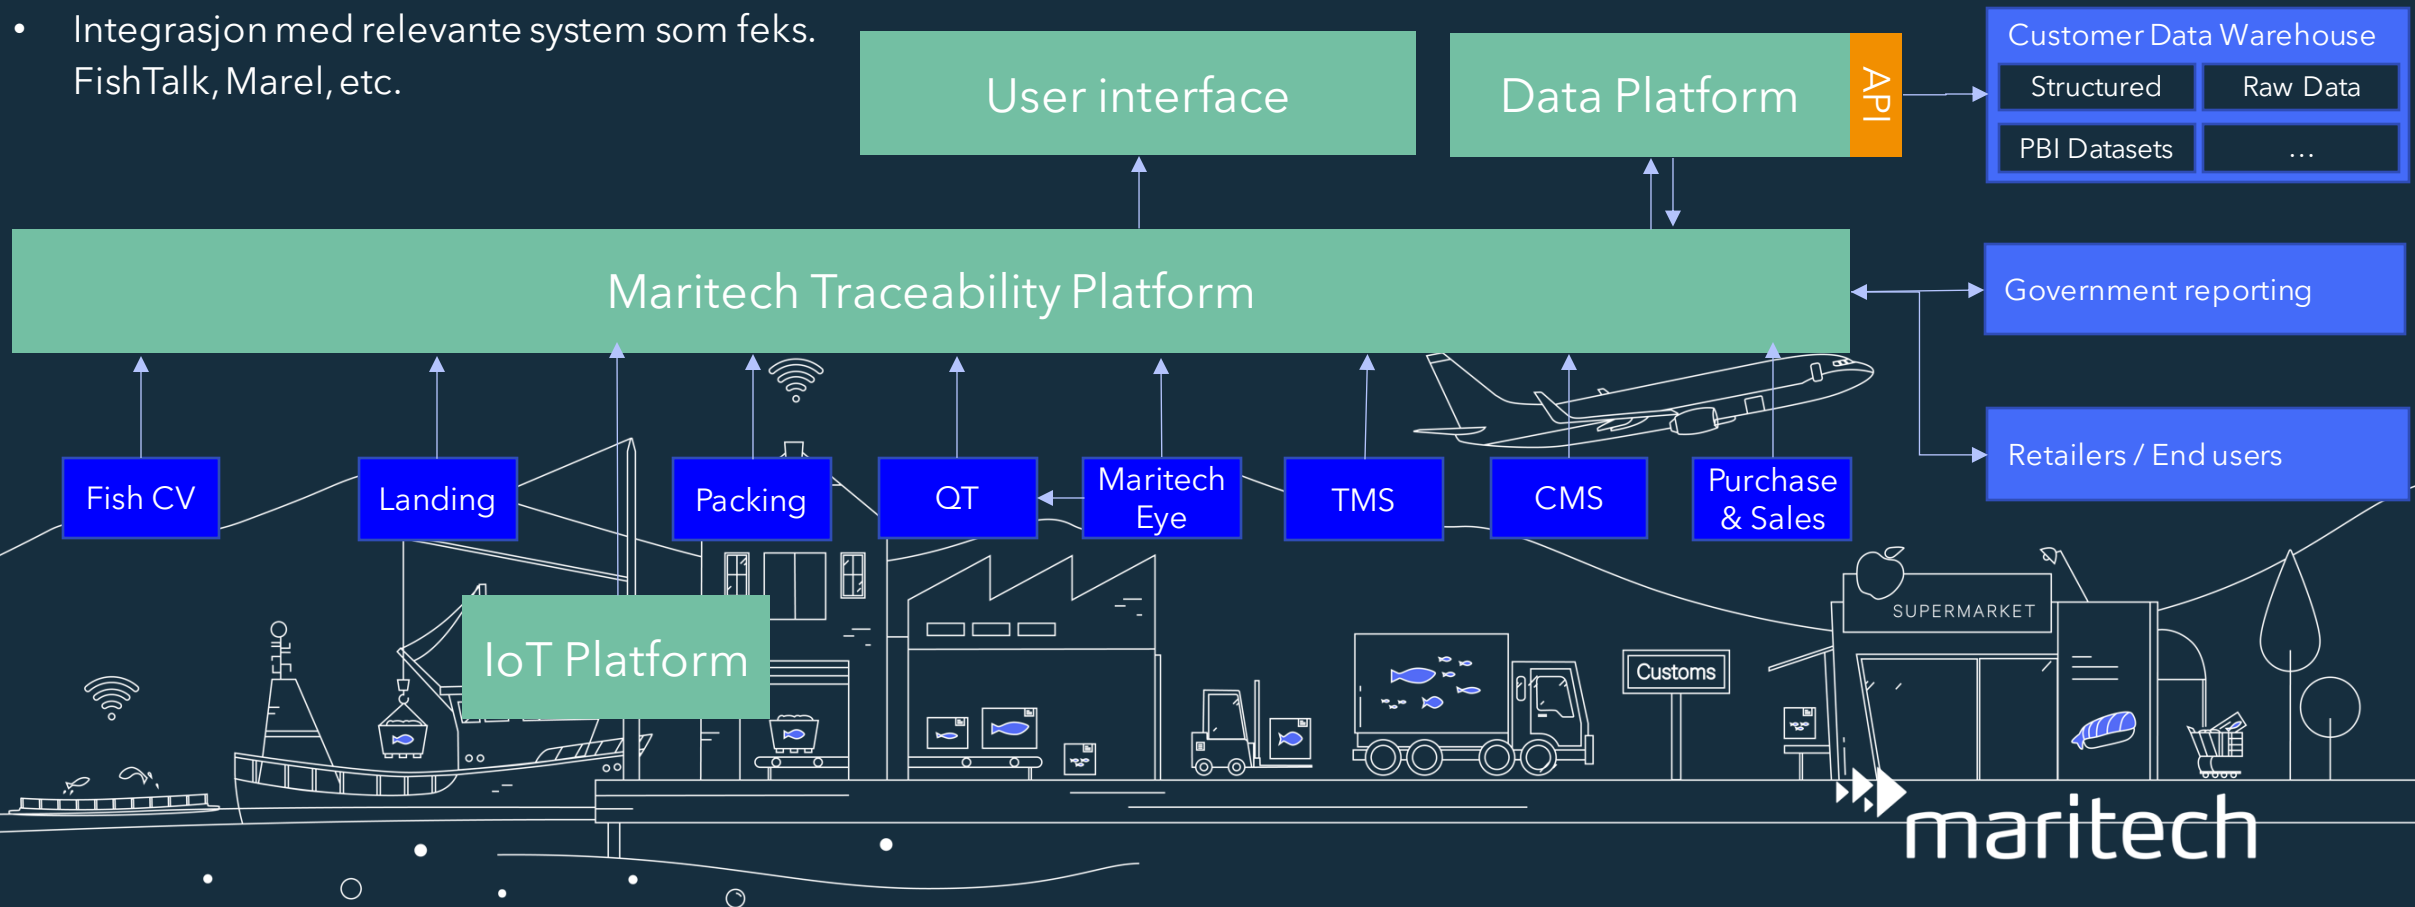 • Integrasjon med relevante system som feks.
FishTalk, Marel, etc.
User interface
Data Platform
API
Customer Data Warehouse
Structured
Raw Data
PBI Datasets
...
Maritech Traceability Platform
Government reporting
Retailers / End users
Fish CV
Landing
Packing
QT
Maritech
Eye
TMS
CMS
Purchase
& Sales
IoT Platform
SUPERMARKET
Customs
maritech